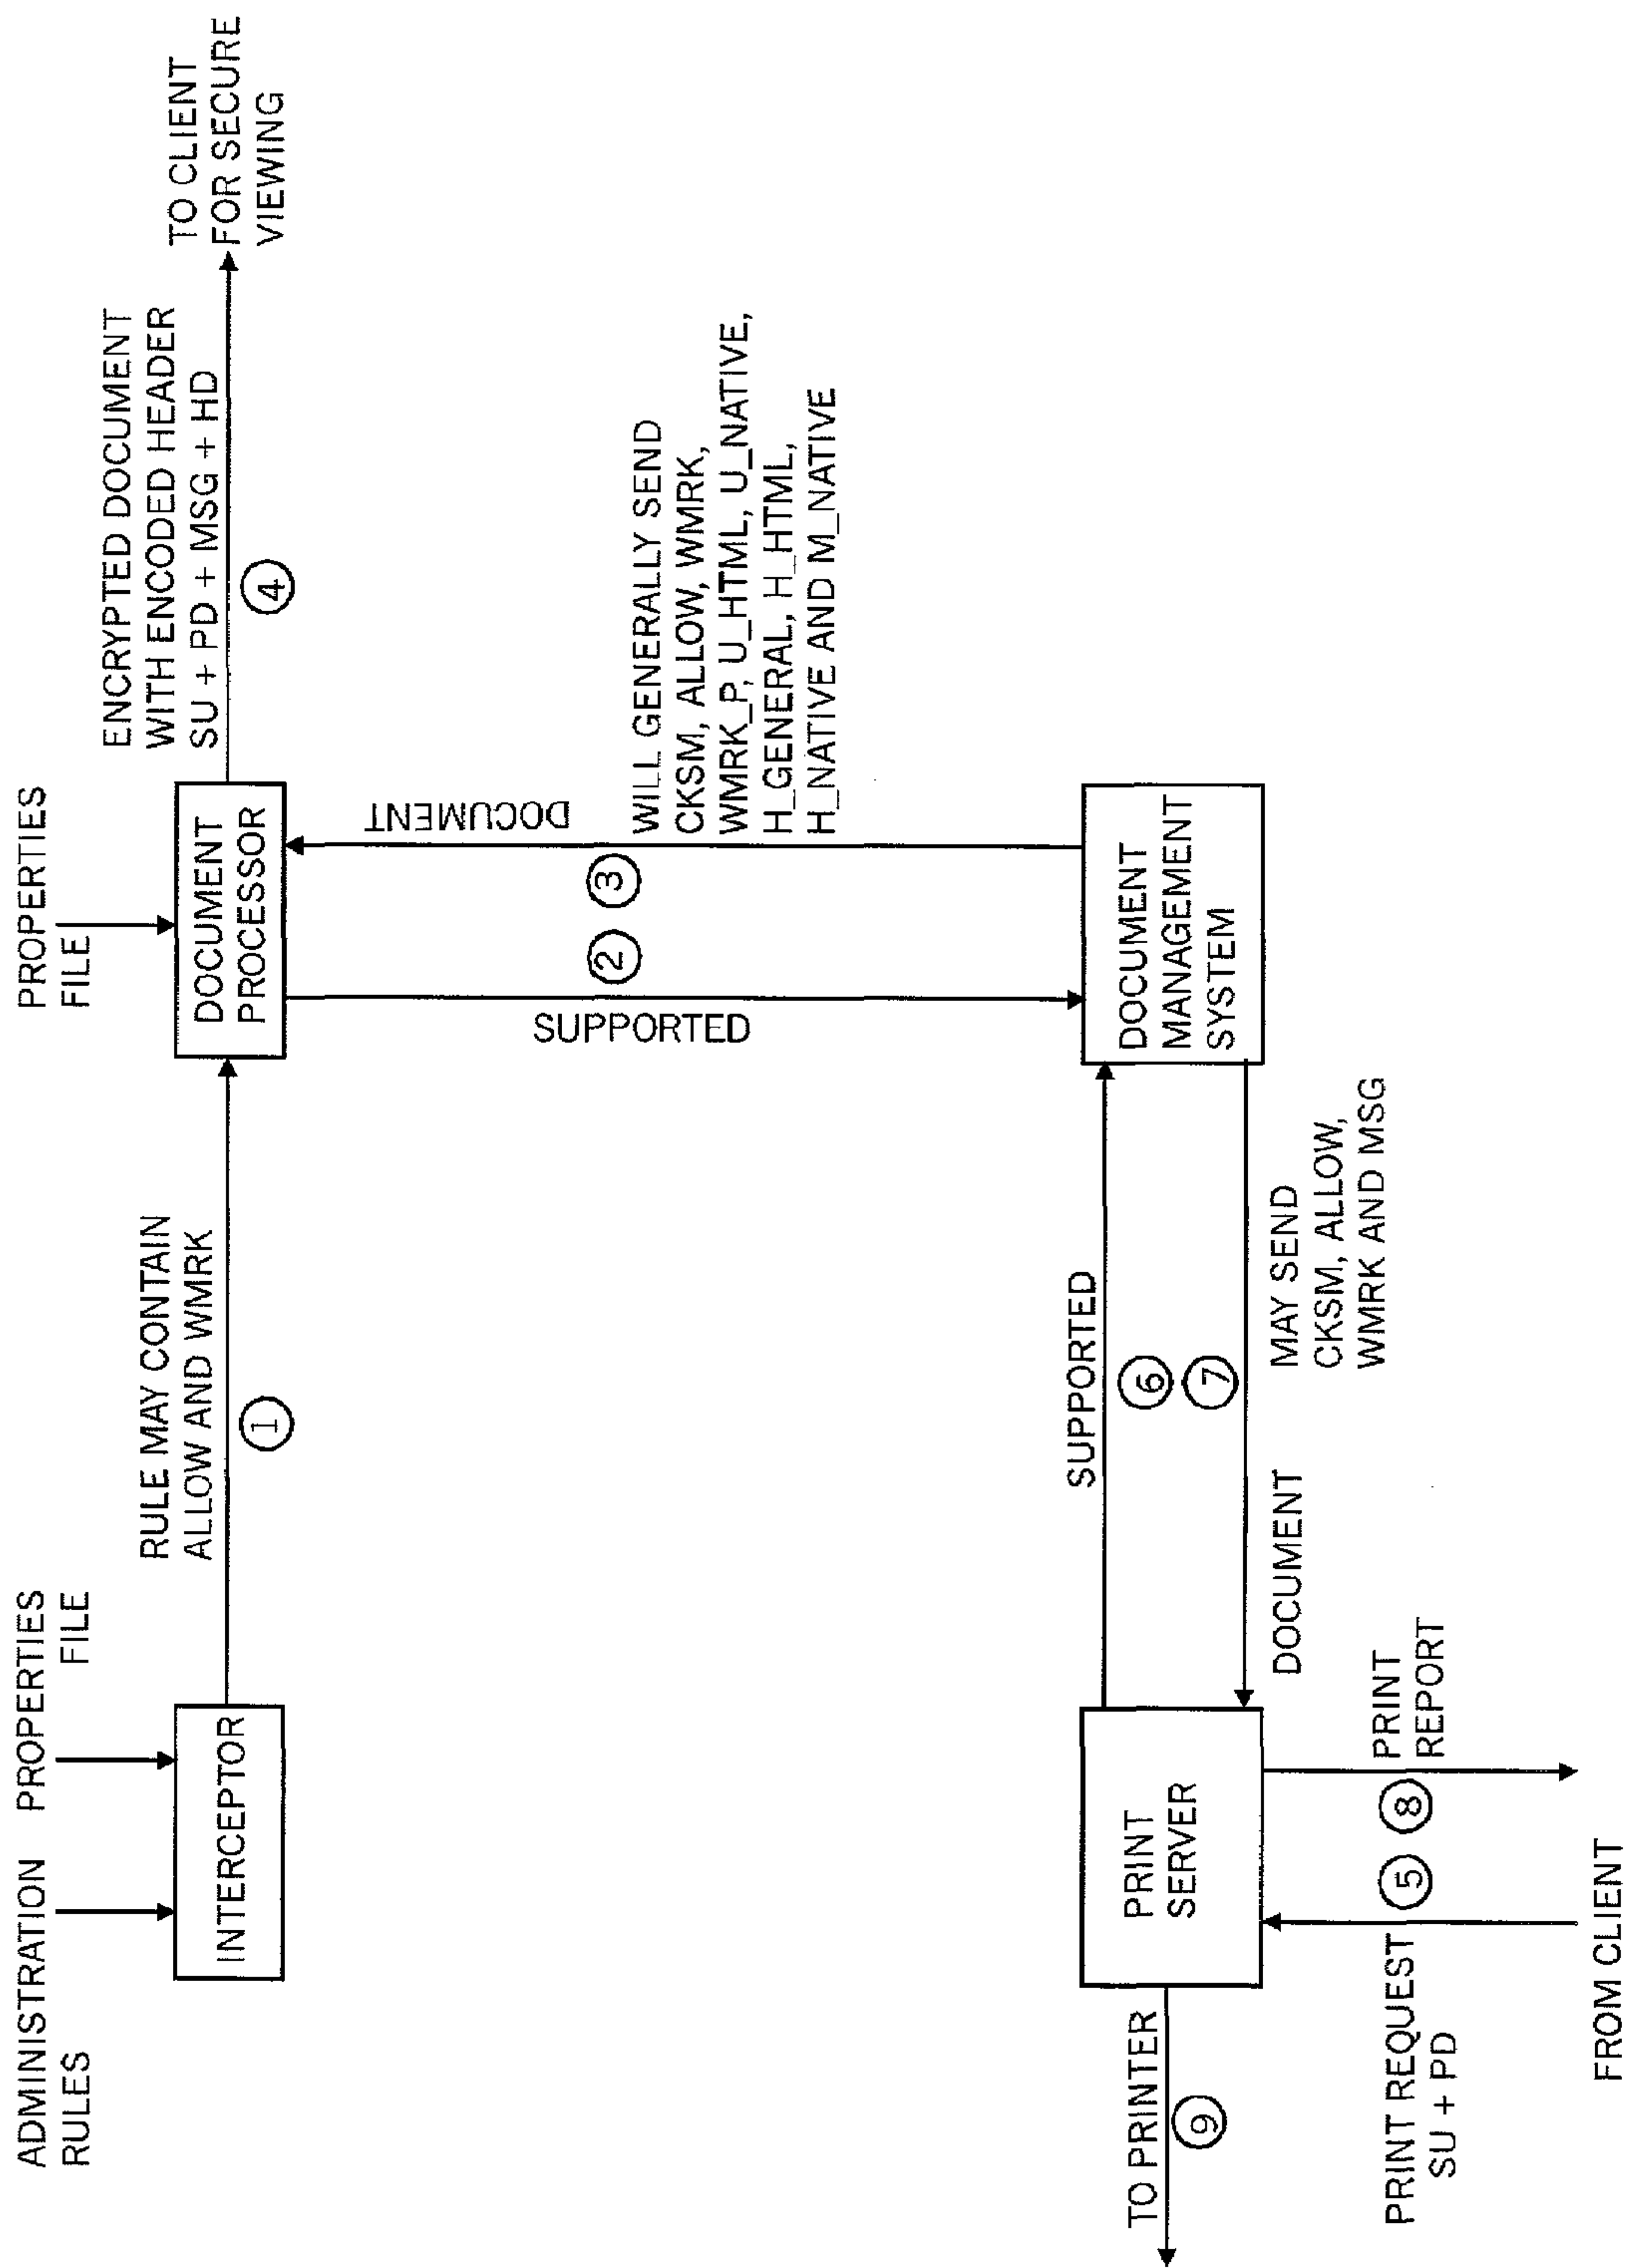 ADMINISTRATION
RULES
PROPERTIES
FILE
INTERCEPTOR
RULE MAY CONTAIN
ALLOW AND WMRK
1
PROPERTIES
FILE
DOCUMENT
PROCESSOR
ENCRYPTED DOCUMENT
WITH ENCODED HEADER
SU + PD + MSG + HD
4
TO CLIENT
FOR SECURE
VIEWING
SUPPORTED
2
3
DOCUMENT
WILL GENERALLY SEND
CKSM, ALLOW, WMRK,
WMRK_P, U_HTML, U_NATIVE,
H_GENERAL, H_HTML,
H_NATIVE AND M_NATIVE
DOCUMENT
MANAGEMENT
SYSTEM
SUPPORTED
6
7
DOCUMENT
MAY SEND
CKSM, ALLOW,
WMRK AND MSG
PRINT
SERVER
TO PRINTER
9
PRINT REQUEST
SU + PD
5
8
PRINT
REPORT
FROM CLIENT